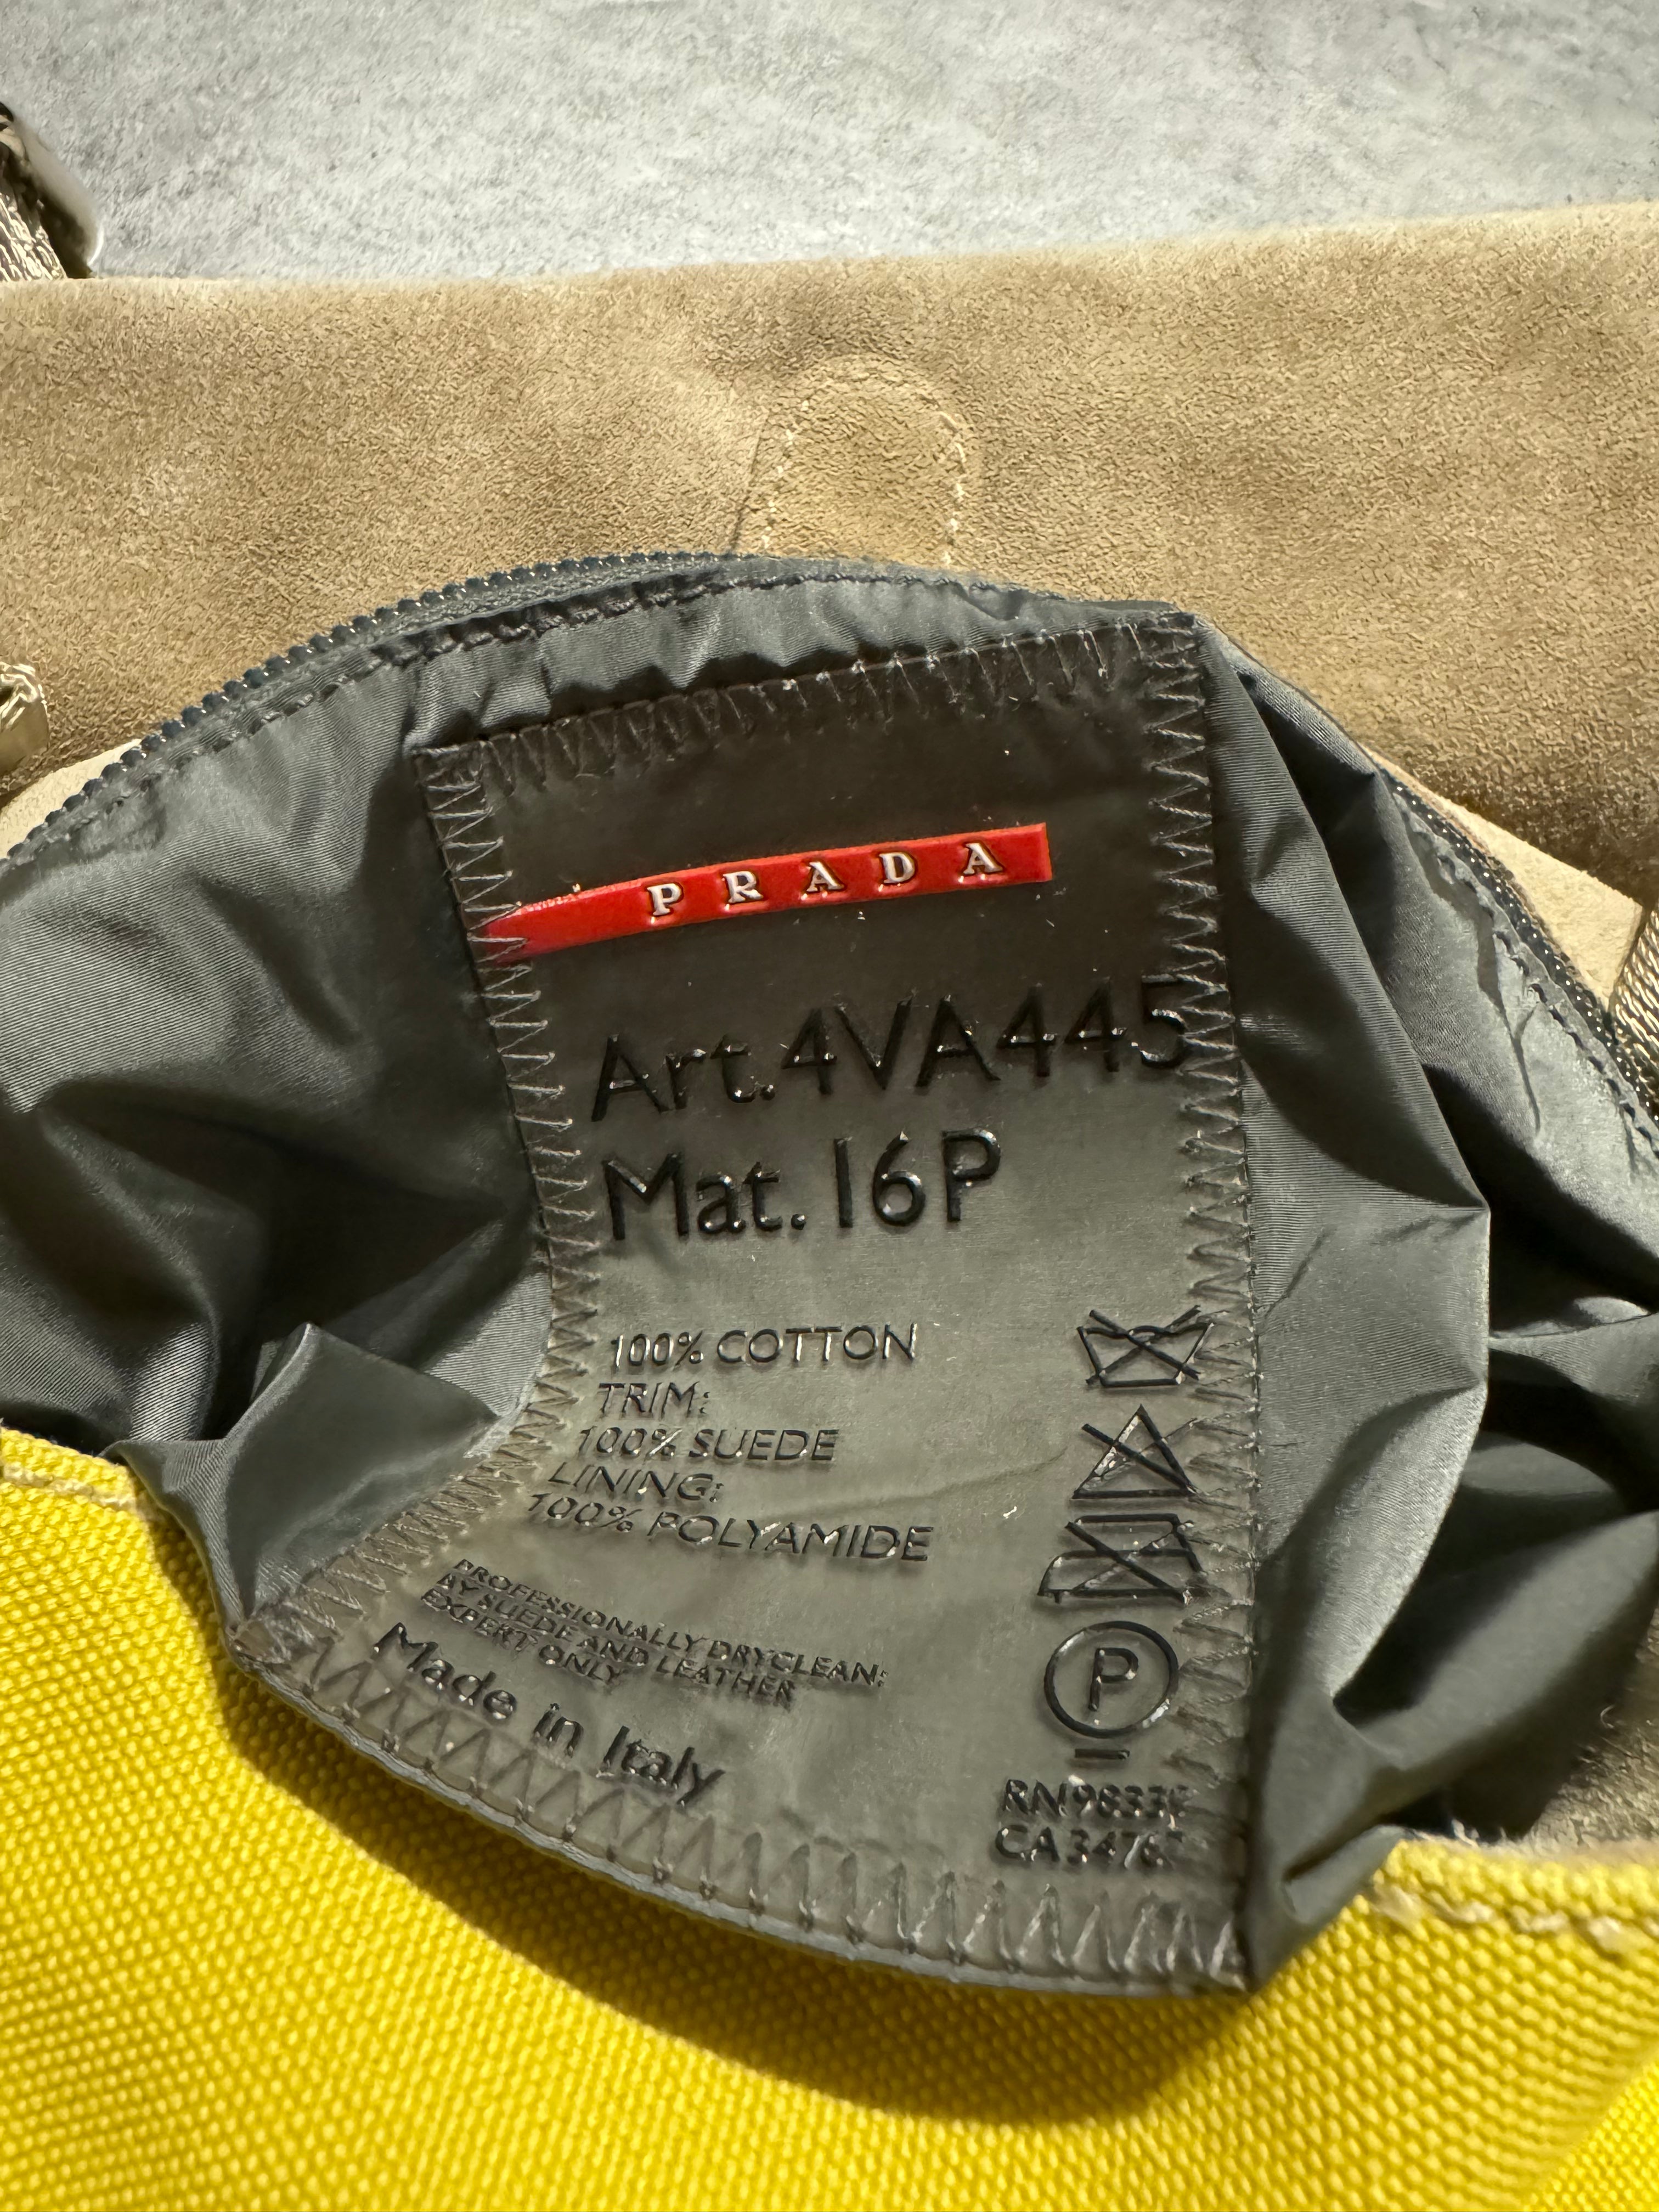 PRADA
Art. 4VA445
Mat. 16P
100% COTTON
TRIM:
100% SUEDE
LINING:
100% POLYAMIDE
PROFESSIONALLY DRYCLEAN:
BY SUEDE AND LEATHER
EXPERT ONLY
Made in Italy
P